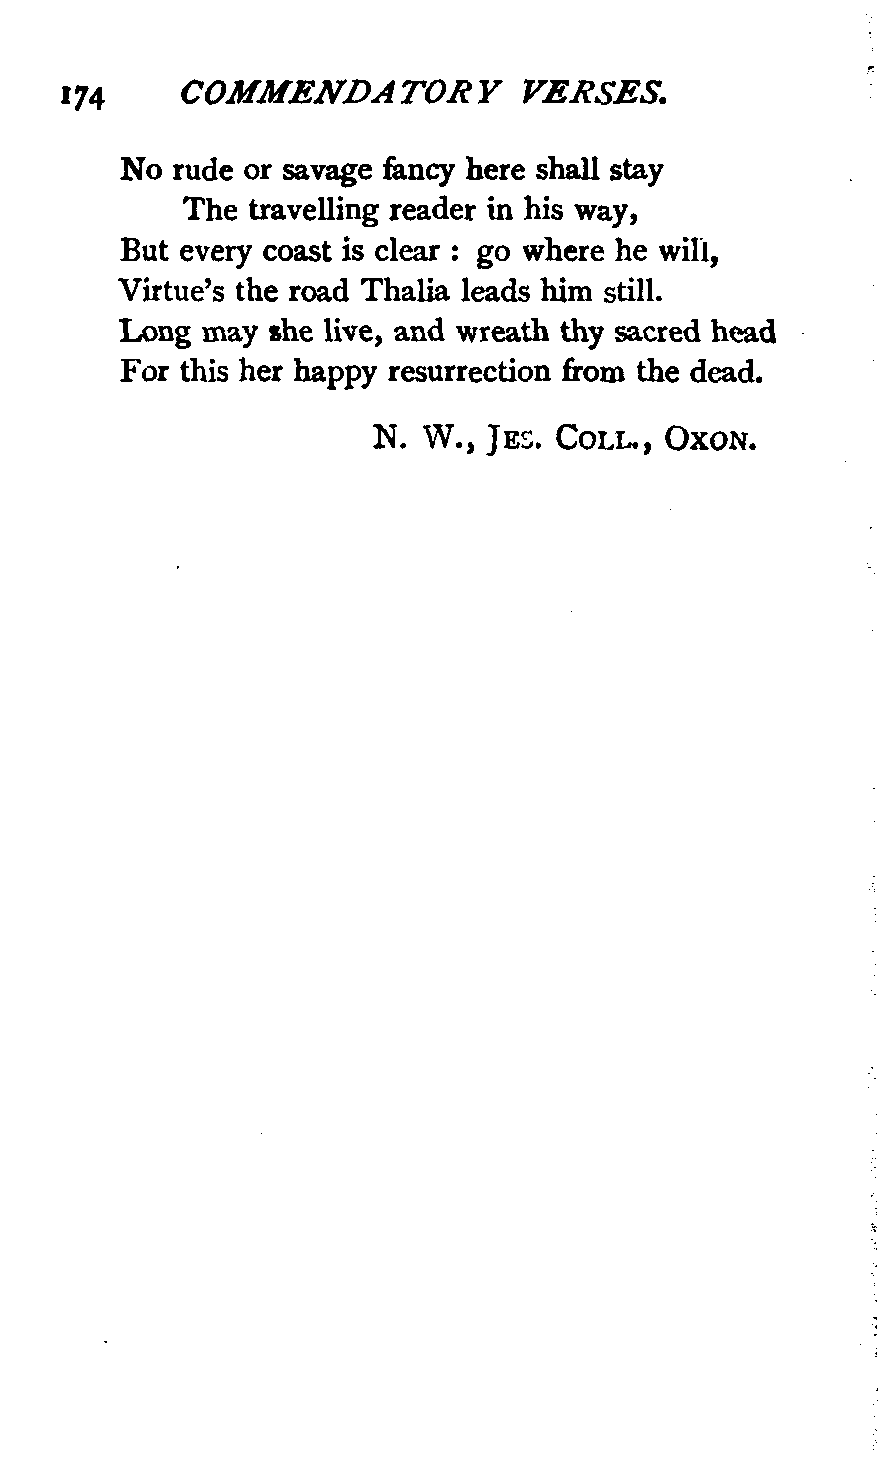 174 COMMENDATORY VERSES.
No rude or savage fancy here shall stay
The travelling reader in his way,
But every coast is clear : go where he will,
Virtue's the road Thalia leads him still.
Long may she live, and wreath thy sacred head
For this her happy resurrection from the dead.
N. W., JES. COLL., OXON.